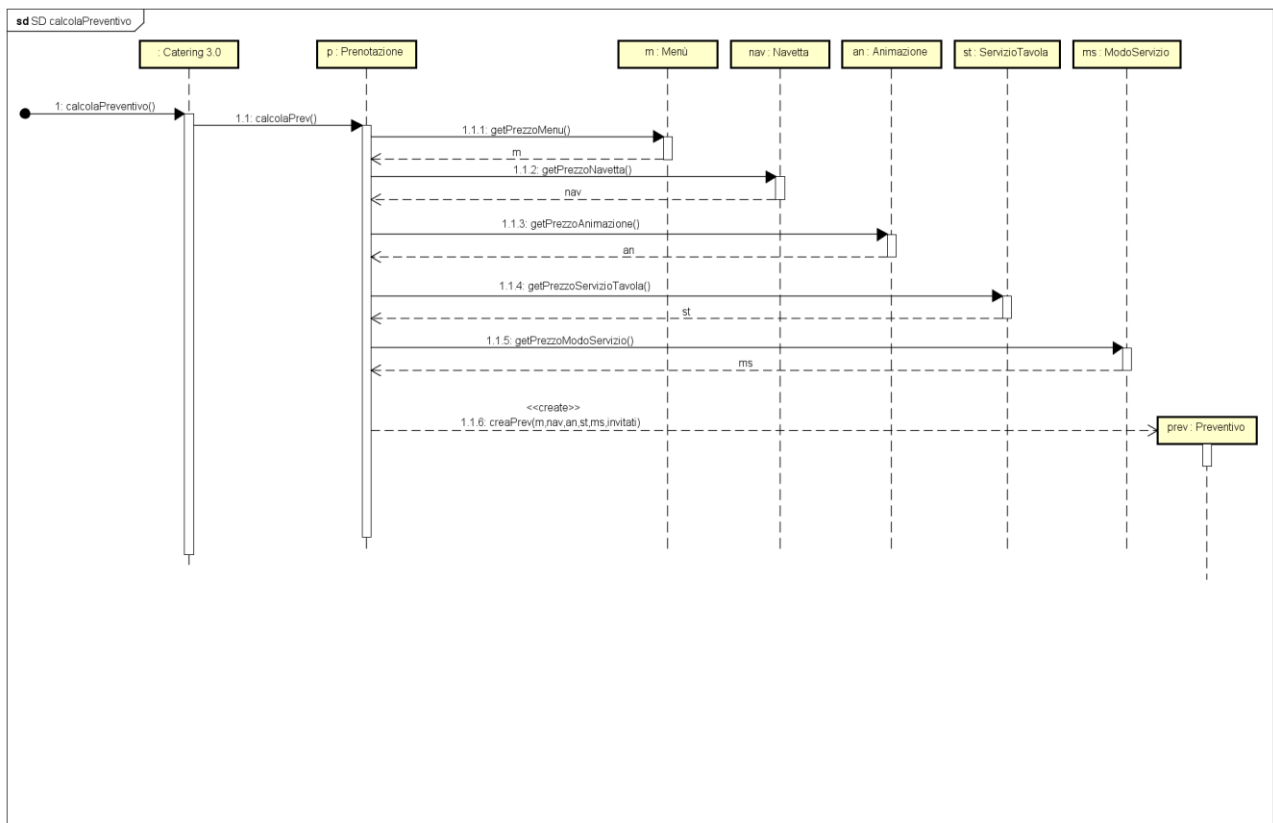 sd SD calcolaPreventivo
: Catering 3.0
p : Prenotazione
m : Menù
nav : Navetta
an : Animazione
st : ServizioTavola
ms : ModoServizio
1: calcolaPreventivo()
1.1: calcolaPrev()
1.1.1: getPrezzoMenu()
m
1.1.2: getPrezzoNavetta()
nav
1.1.3: getPrezzoAnimazione()
an
1.1.4: getPrezzoServizioTavola()
st
1.1.5: getPrezzoModoServizio()
ms
<<create>>
1.1.6: creaPrev(m,nav,an,st,ms,invitati)
prev : Preventivo